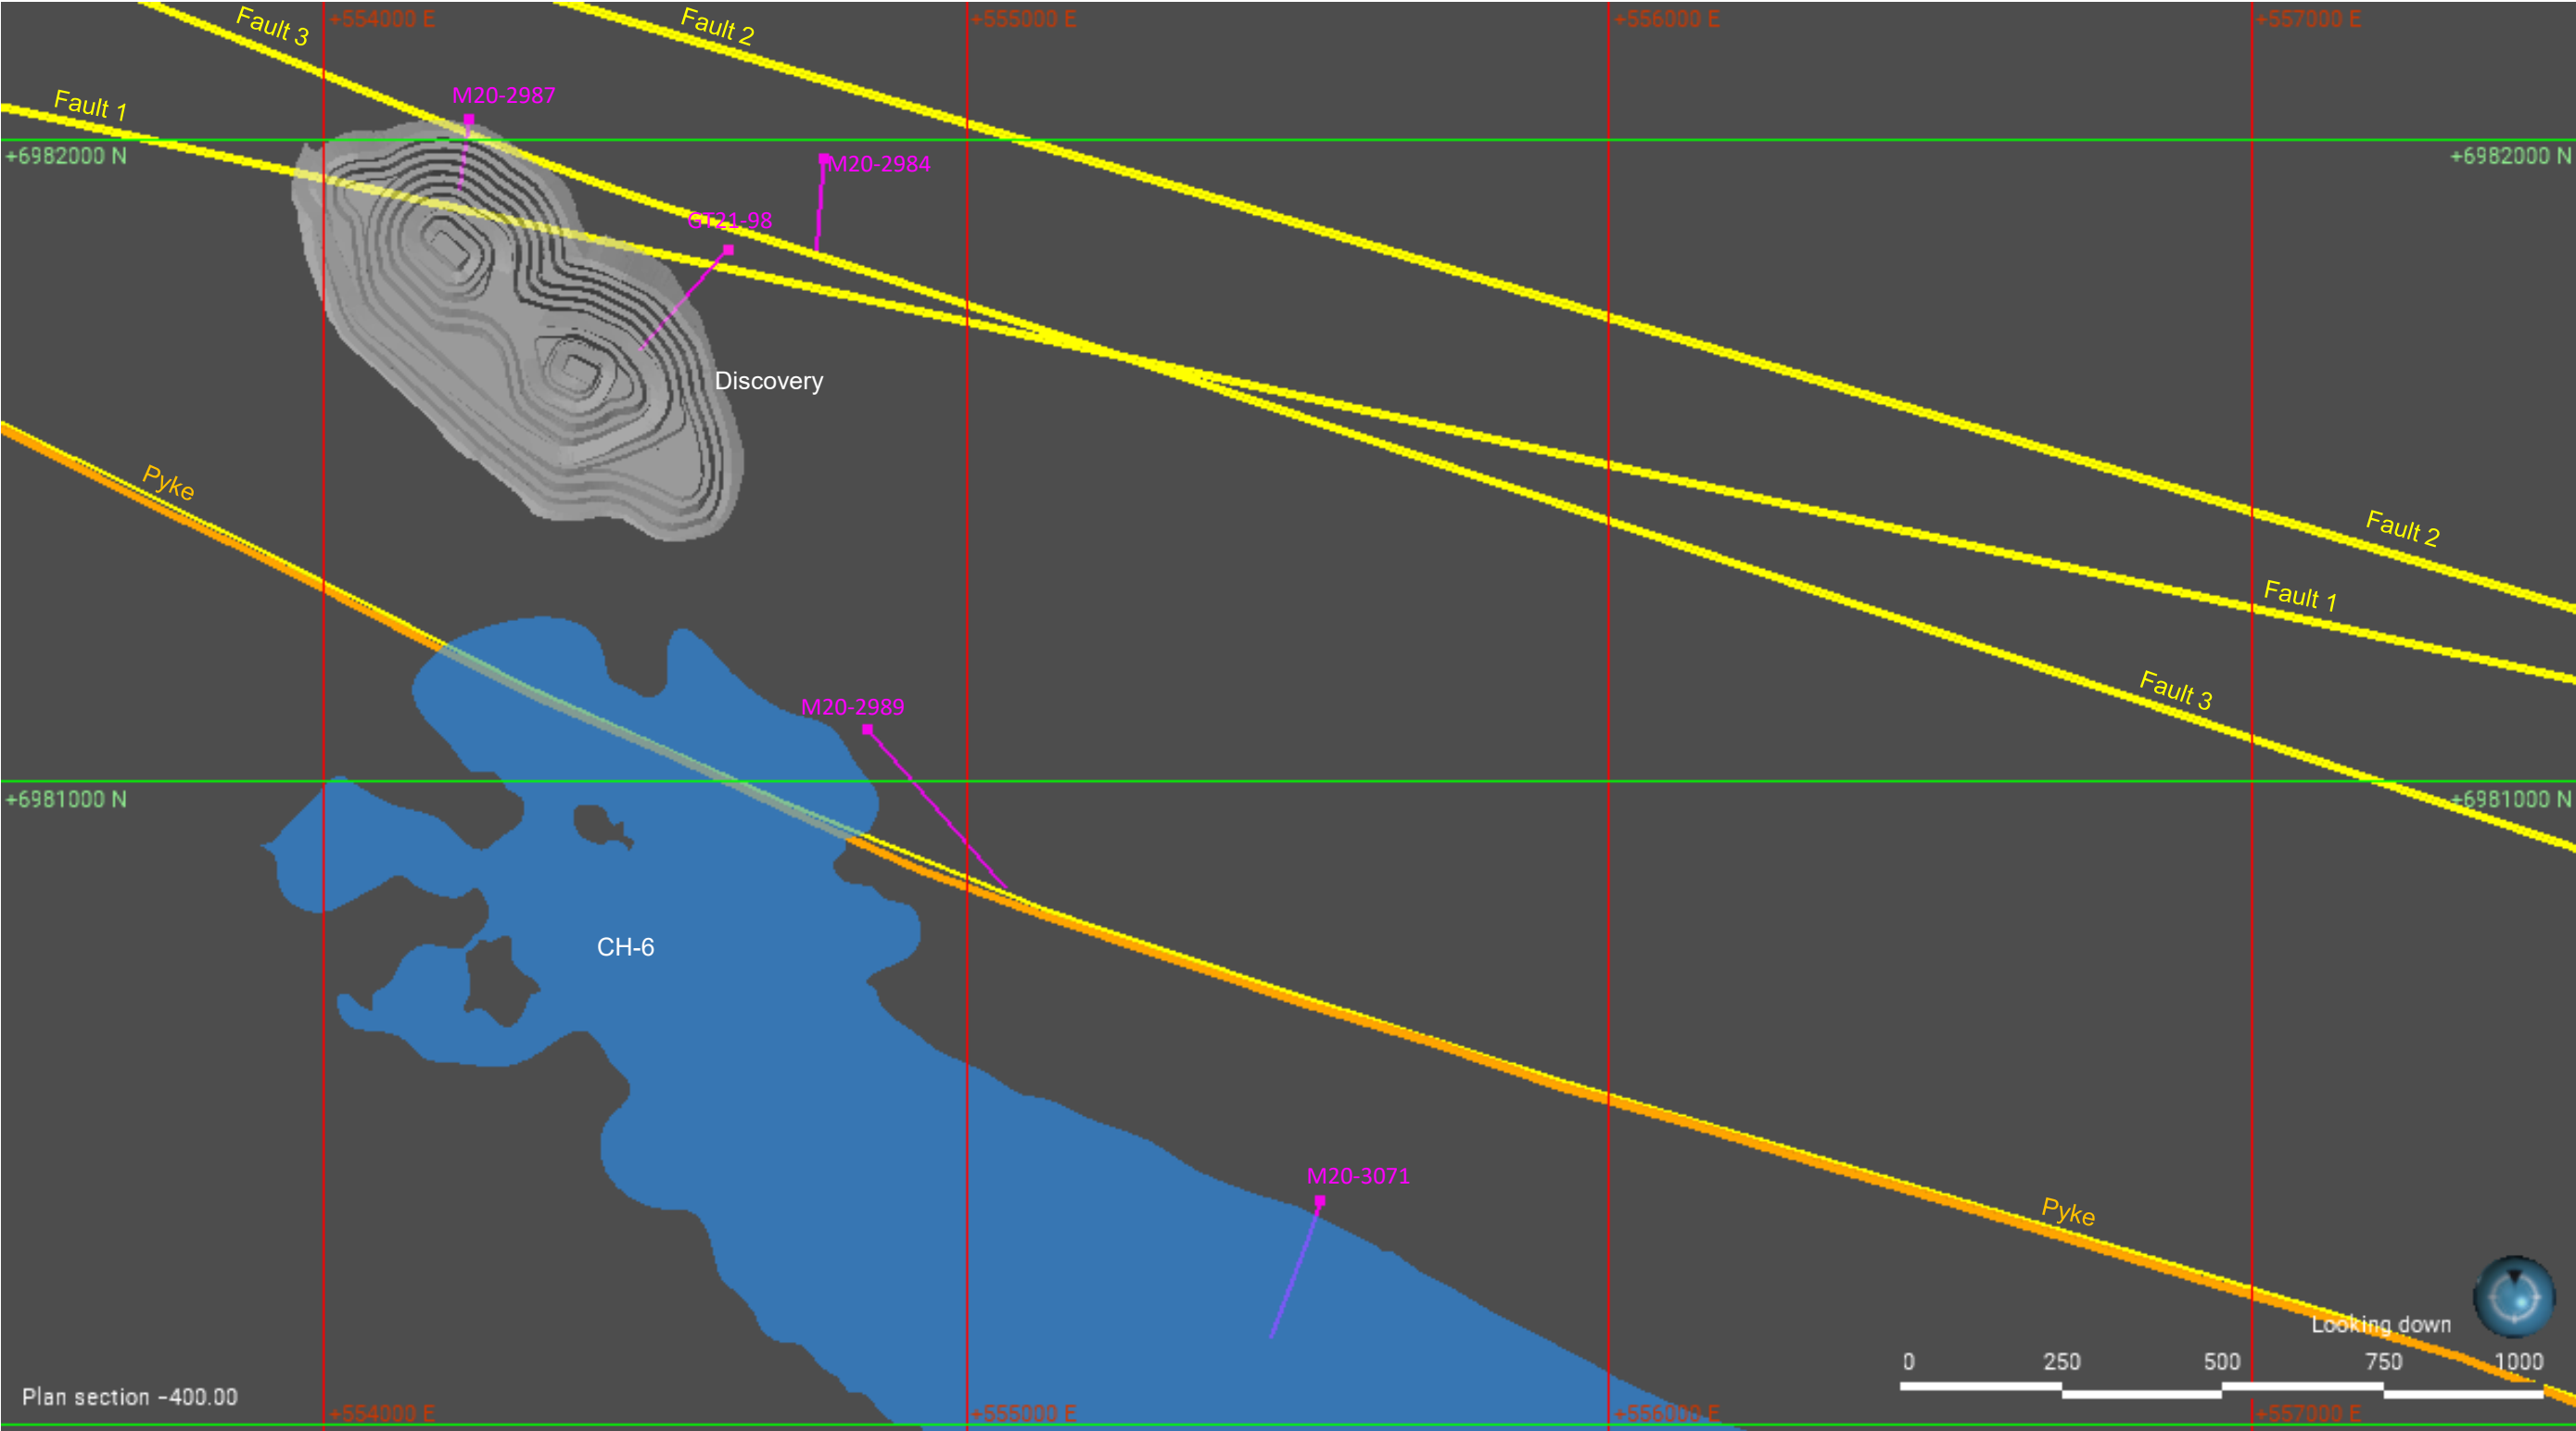 +554000 E
+555000 E
+556000 E
+557000 E
Fault 3
Fault 2
Fault 1
M20-2987
+6982000 N
+6982000 N
M20-2984
GT21-98
Discovery
Pyke
Fault 2
Fault 1
Fault 3
M20-2989
+6981000 N
+6981000 N
CH-6
M20-3071
Pyke
Looking down
0 250 500 750 1000
Plan section -400.00
+554000 E
+555000 E
+556000 E
+557000 E